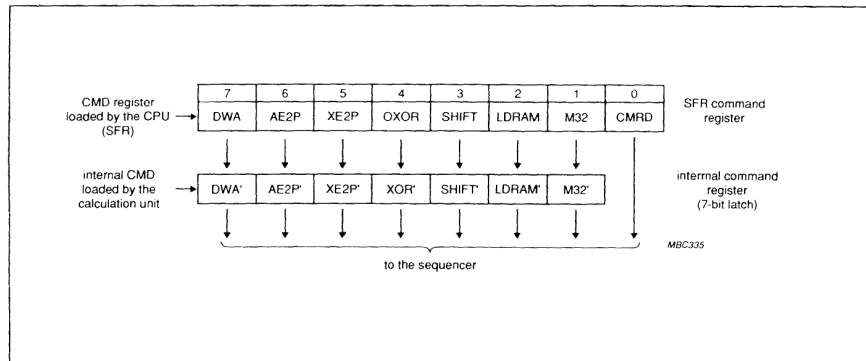 7 6 5 4 3 2 1 0
CMD register
loaded by the CPU
(SFR)
DWA AE2P XE2P OXOR SHIFT LDRAM M32 CMRD
SFR command
register
internal CMD
loaded by the
calculation unit
DWA' AE2P' XE2P' XOR' SHIFT' LDRAM' M32'
internal command
register
(7-bit latch)
MBC335
to the sequencer